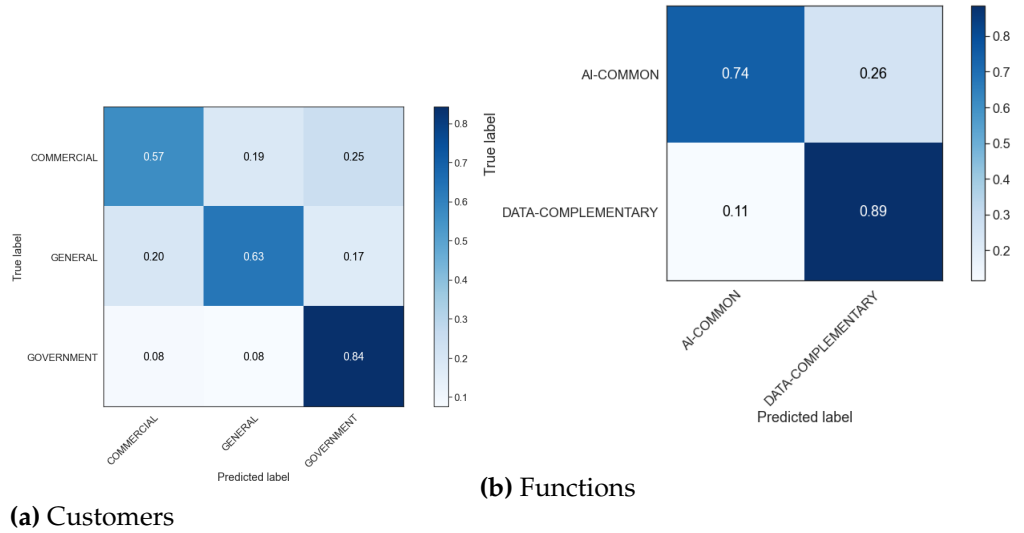 COMMERCIAL 0.57 0.19 0.25
GENERAL 0.20 0.63 0.17
GOVERNMENT 0.08 0.08 0.84
True label
COMMERCIAL GENERAL GOVERNMENT
Predicted label
0.8
0.7
0.6
0.5
0.4
0.3
0.2
0.1
(a) Customers
AI-COMMON 0.74 0.26
DATA-COMPLEMENTARY 0.11 0.89
True label
AI-COMMON DATA-COMPLEMENTARY
Predicted label
0.8
0.7
0.6
0.5
0.4
0.3
0.2
(b) Functions